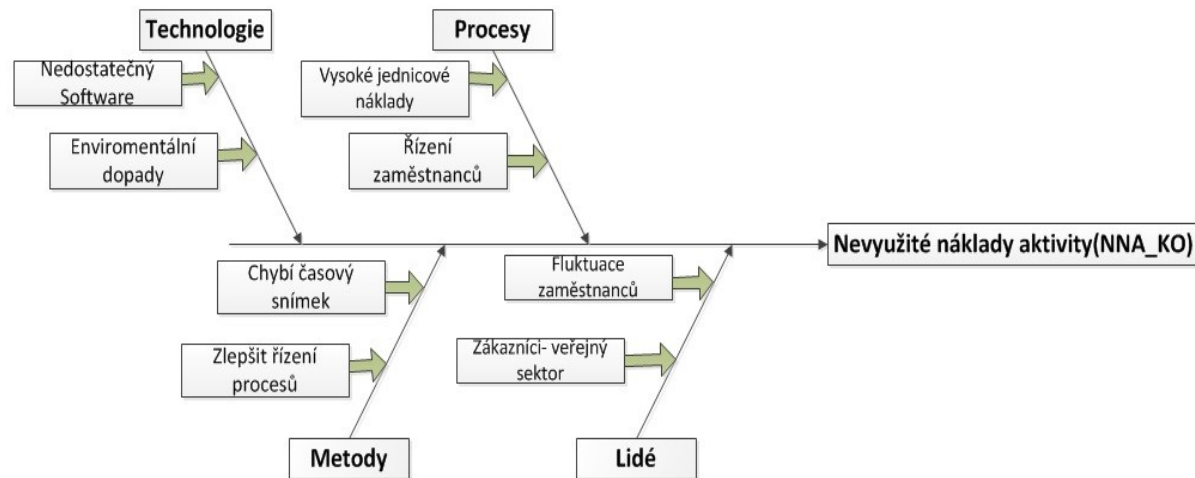 Technologie
Procesy
Nedostatečný
Software
Vysoké jednicové
náklady
Enviromentální
dopady
Řízení
zaměstnanců
Nevyužité náklady aktivity(NNA_KO)
Chybí časový
snímek
Fluktuace
zaměstnanců
Zlepšit řízení
procesů
Zákazníci- veřejný
sektor
Metody
Lidé